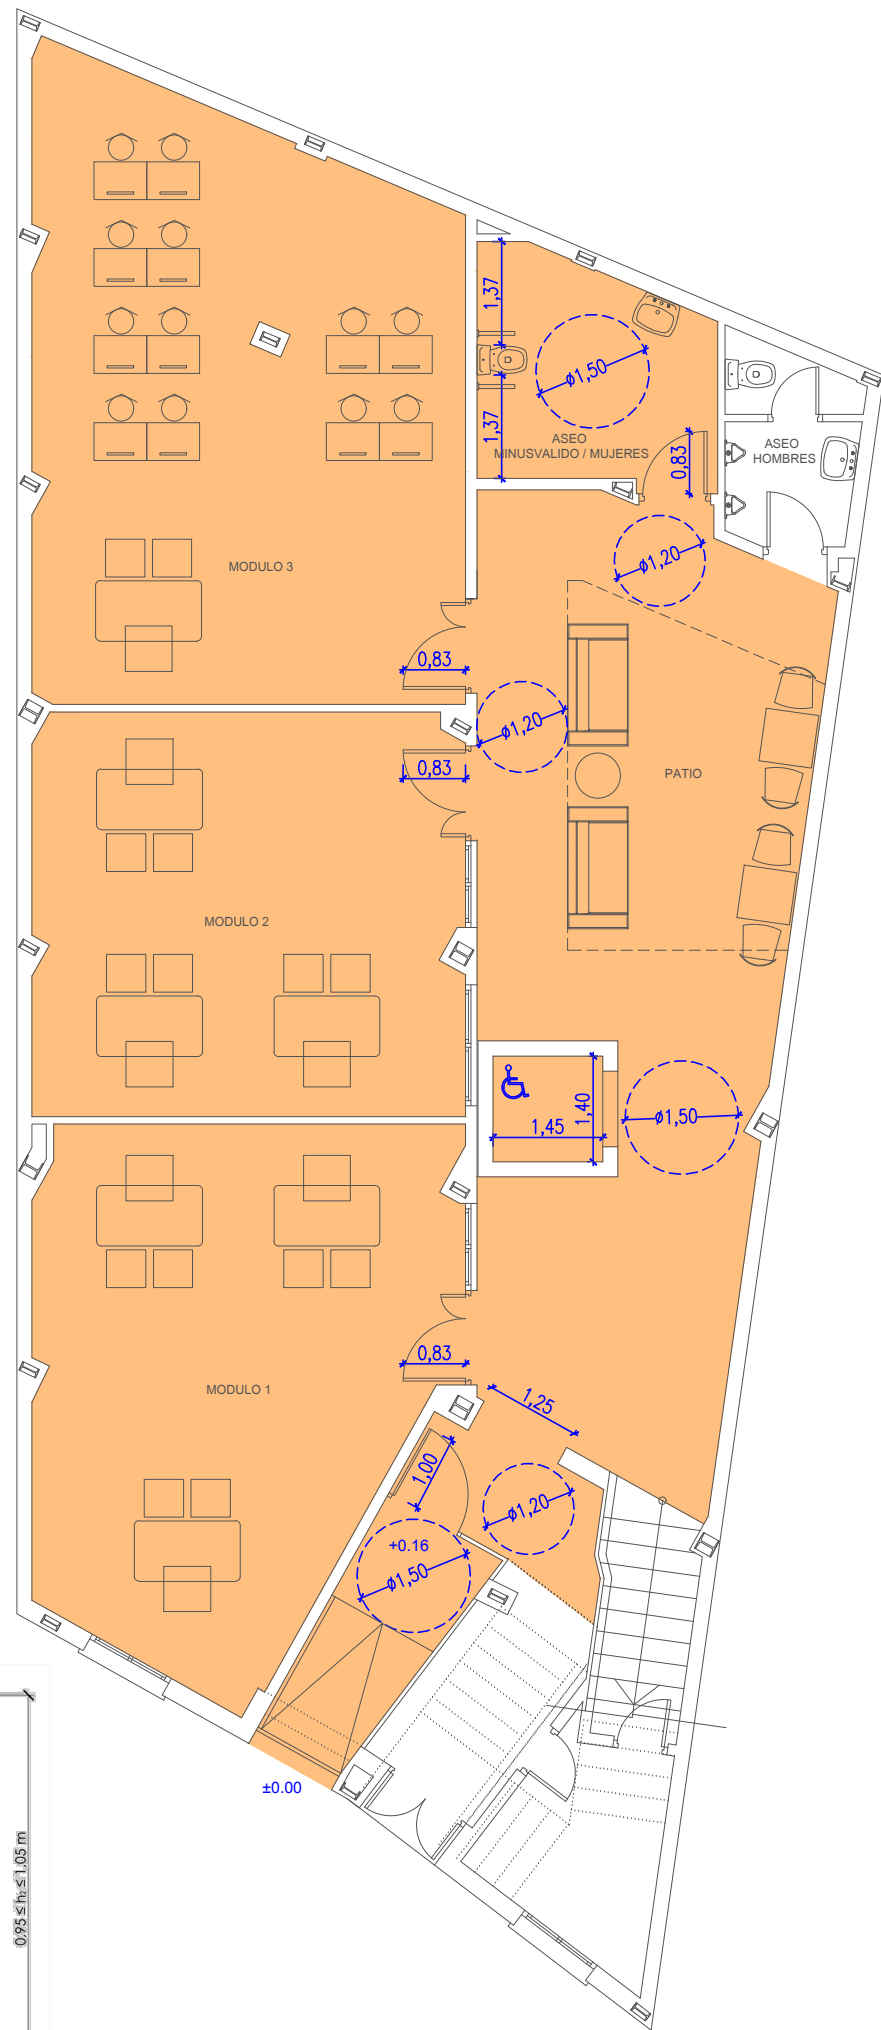 1,37
ø1,50
1,37
ASEO
MINUSVALIDO / MUJERES
0,83
ASEO
HOMBRES
ø1,20
MODULO 3
0,83
ø1,20
0,83
PATIO
MODULO 2
1,40
1,45
ø1,50
0,83
MODULO 1
1,25
1,00
ø1,20
+0.16
ø1,50
±0.00
0,95 ≤ h₂ ≤ 1,05 m